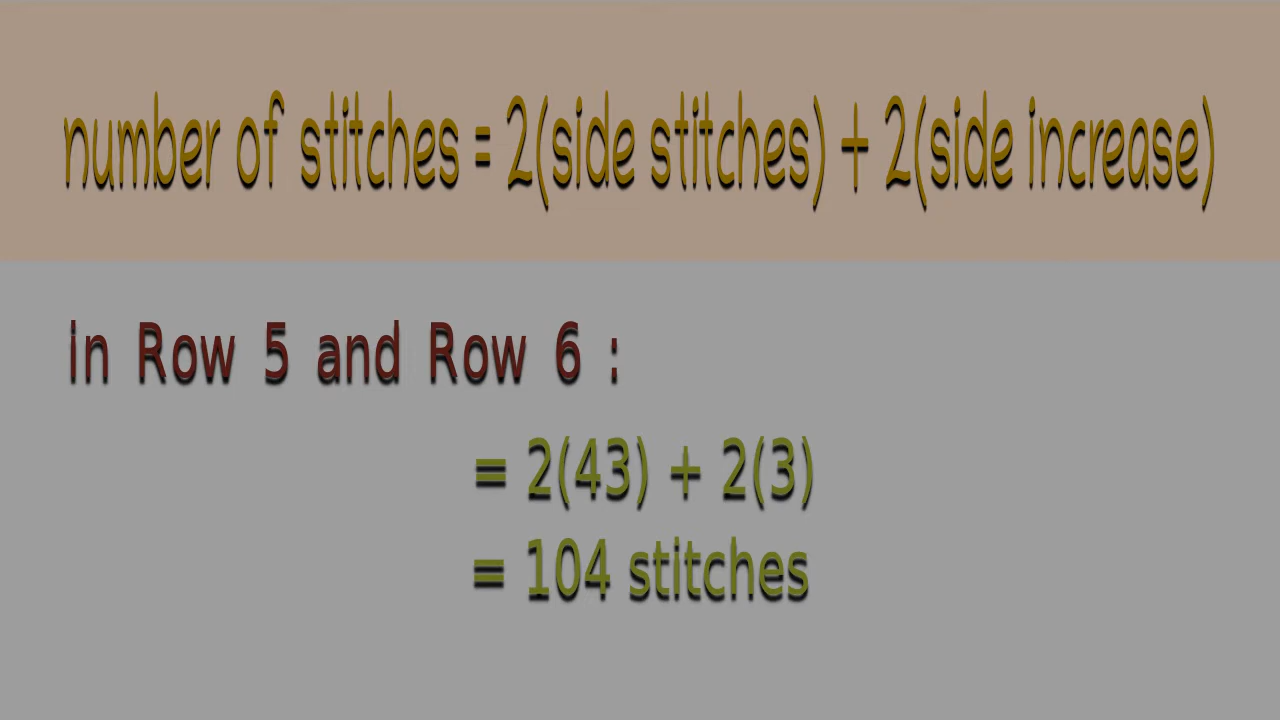 number of stitches = 2(side stitches) + 2(side increase)
in Row 5 and Row 6 :
= 2(43) + 2(3)
= 104 stitches